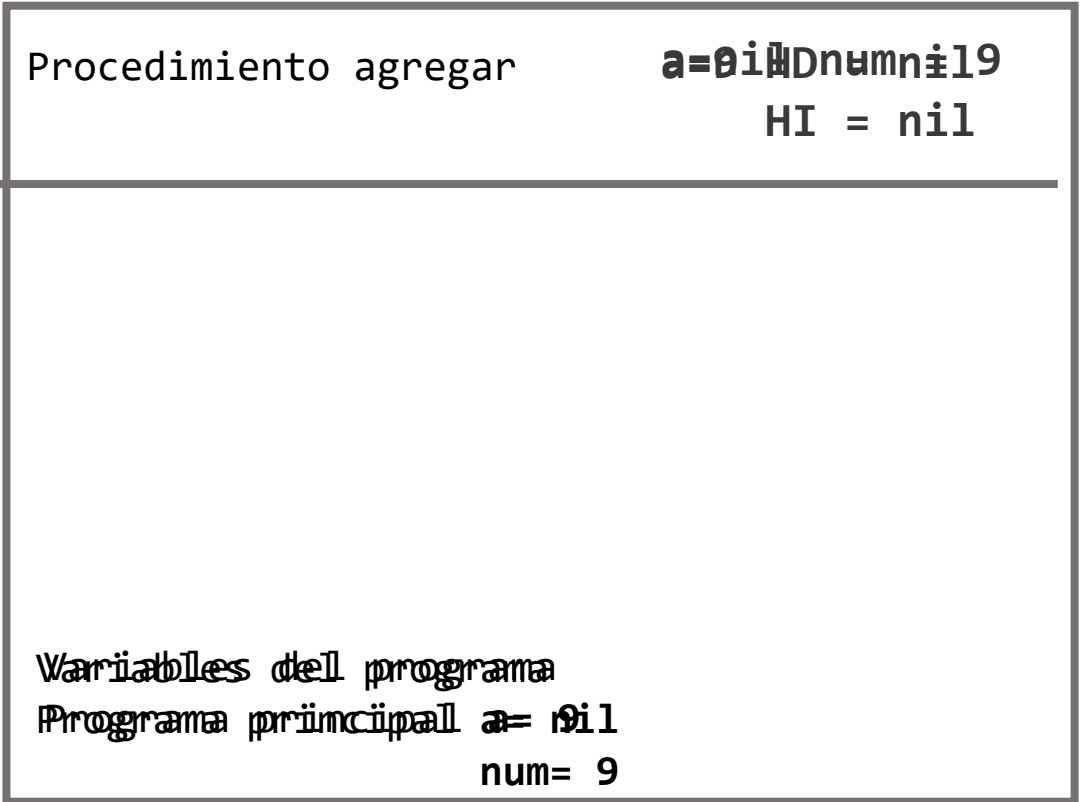 Procedimiento agregar
HI = nil
Variables del programa
Programa principal
num= 9